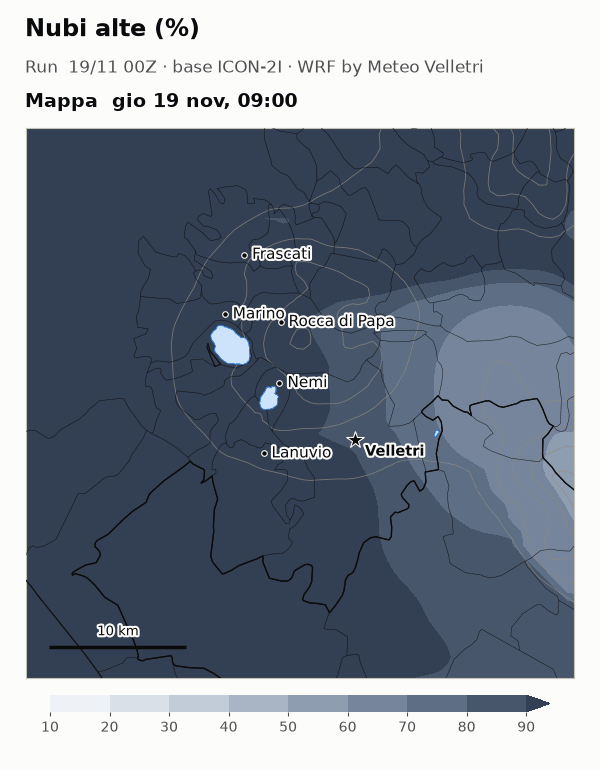 Nubi alte (%)
Run  19/11 00Z · base ICON-2I · WRF by Meteo Velletri
Mappa  gio 19 nov, 09:00
Frascati
Marino
Rocca di Papa
Nemi
Velletri
Lanuvio
10 km
10 20 30 40 50 60 70 80 90